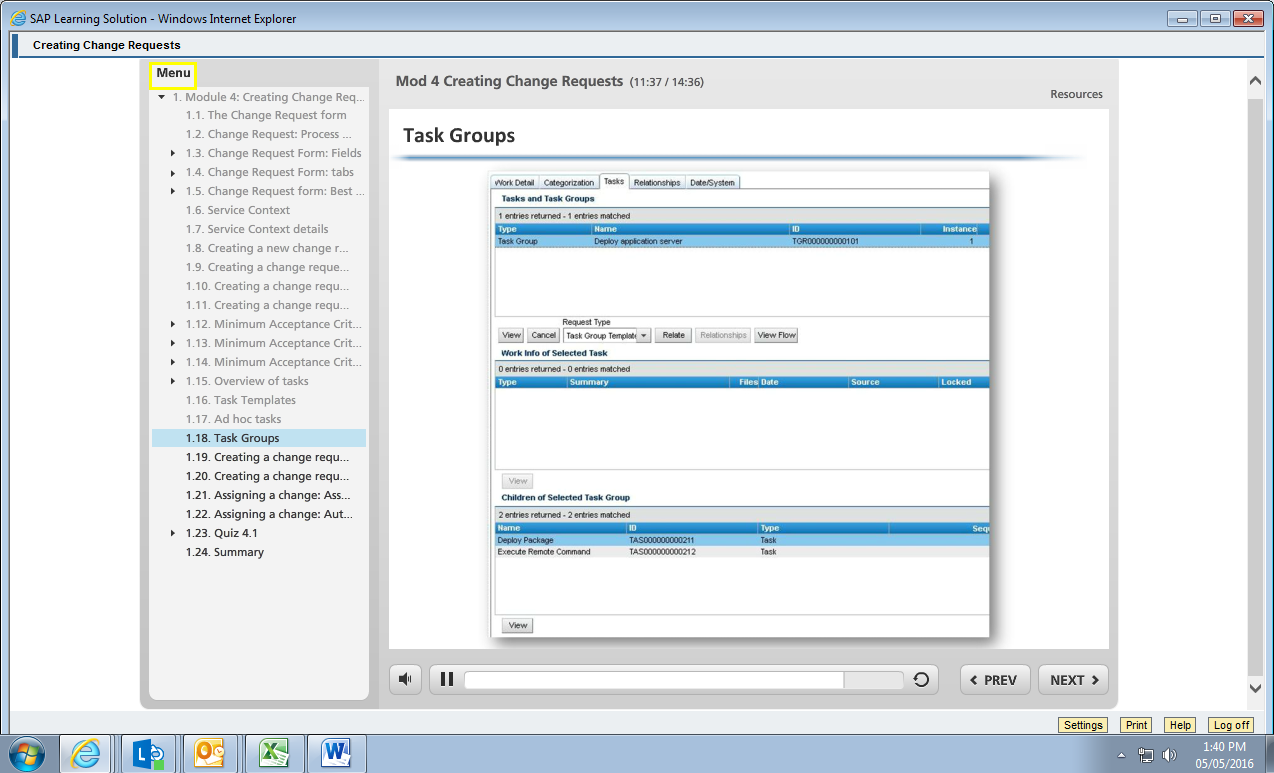 SAP Learning Solution - Windows Internet Explorer
Creating Change Requests
Menu
1. Module 4: Creating Change Req...
1.1. The Change Request form
1.2. Change Request: Process ...
1.3. Change Request Form: Fields
1.4. Change Request Form: tabs
1.5. Change Request form: Best ...
1.6. Service Context
1.7. Service Context details
1.8. Creating a new change r...
1.9. Creating a change reque...
1.10. Creating a change requ...
1.11. Creating a change requ...
1.12. Minimum Acceptance Crit...
1.13. Minimum Acceptance Crit...
1.14. Minimum Acceptance Crit...
1.15. Overview of tasks
1.16. Task Templates
1.17. Ad hoc tasks
1.18. Task Groups
1.19. Creating a change requ...
1.20. Creating a change requ...
1.21. Assigning a change: Ass...
1.22. Assigning a change: Aut...
1.23. Quiz 4.1
1.24. Summary
Mod 4 Creating Change Requests (11:37 / 14:36)
Resources
Task Groups
Work Detail Categorization Tasks Relationships Date/System
Tasks and Task Groups
1 entries returned - 1 entries matched
Type Name ID Instance
Task Group Deploy application server TGR000000000101 1
Request Type
View Cancel Task Group Templat Relate Relationships View Flow
Work Info of Selected Task
0 entries returned - 0 entries matched
Type Summary Files Date Source Locked
View
Children of Selected Task Group
2 entries returned - 2 entries matched
Name ID Type Sequ
Deploy Package TAS000000000211 Task
Execute Remote Command TAS000000000212 Task
View
PREV NEXT
Settings Print Help Log off
1:40 PM
05/05/2016